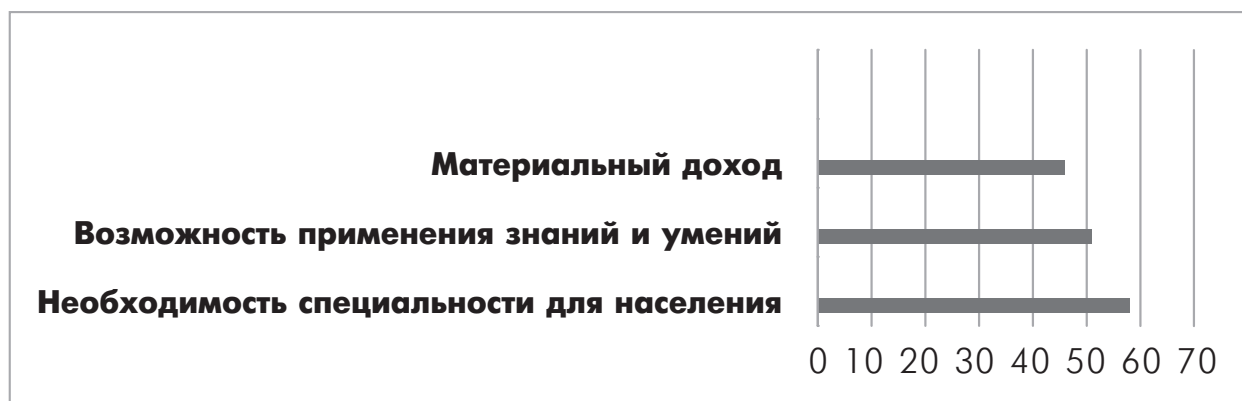 Материальный доход
Возможность применения знаний и умений
Необходимость специальности для населения
0 10 20 30 40 50 60 70